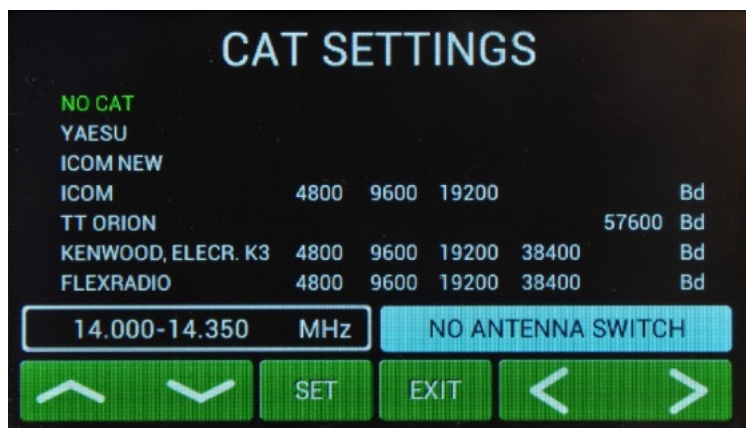 CAT SETTINGS
NO CAT
YAESU
ICOM NEW
ICOM 4800 9600 19200 Bd
TT ORION 57600 Bd
KENWOOD, ELECR. K3 4800 9600 19200 38400 Bd
FLEXRADIO 4800 9600 19200 38400 Bd
14.000-14.350 MHz NO ANTENNA SWITCH
SET EXIT